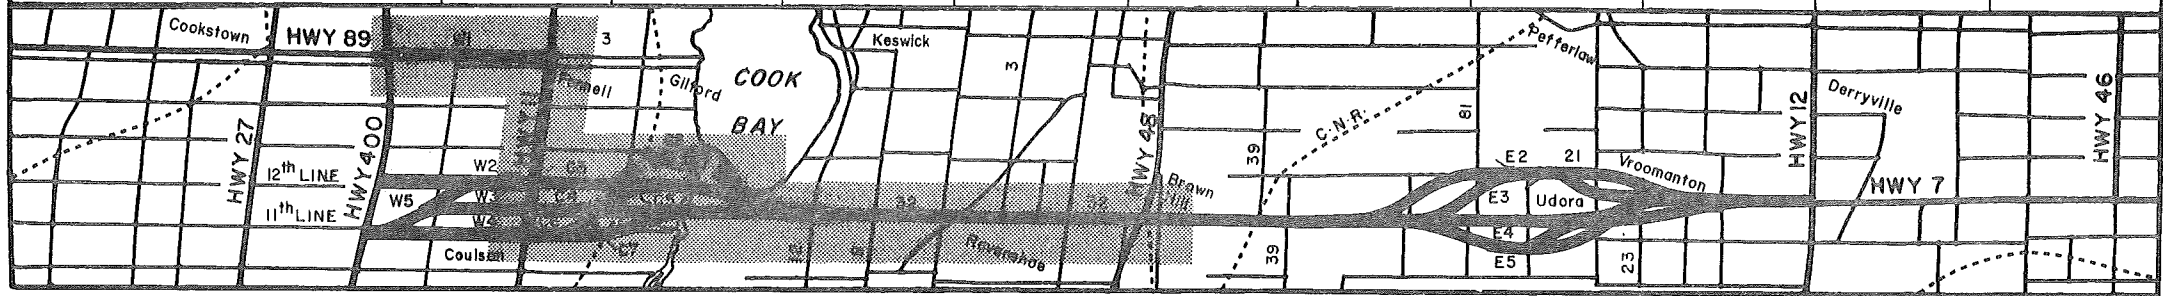 Cookstown
HWY 89
3
Fennell
Gilford
COOK
BAY
Keswick
3
Pefferlaw
C.N.R.
81
HWY 12
Derryville
HWY 46
HWY 27
HWY 400
12th LINE
11th LINE
W2
W3
W4
W5
Coulson
HWY 48
Brown
Hill
32
32
Ravenshoe
39
39
E2
21
E3
Udora
E4
E5
Vroomanton
23
HWY 7